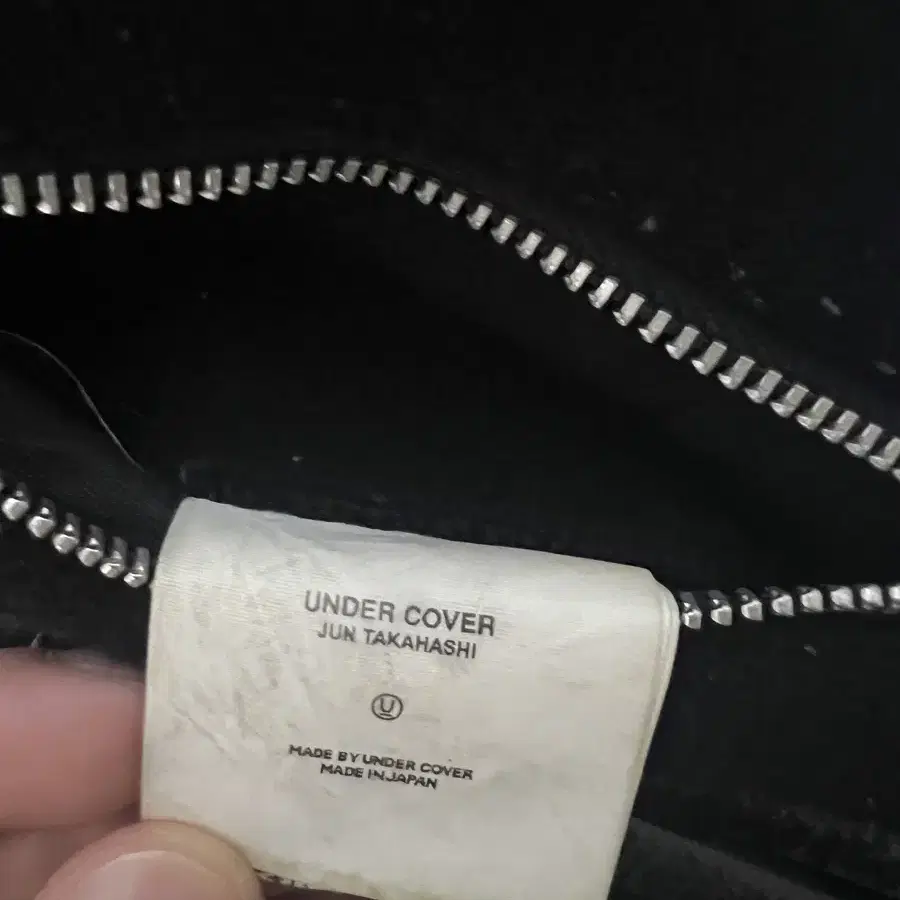 UNDER COVER
JUN TAKAHASHI
U
MADE BY UNDER COVER
MADE IN JAPAN